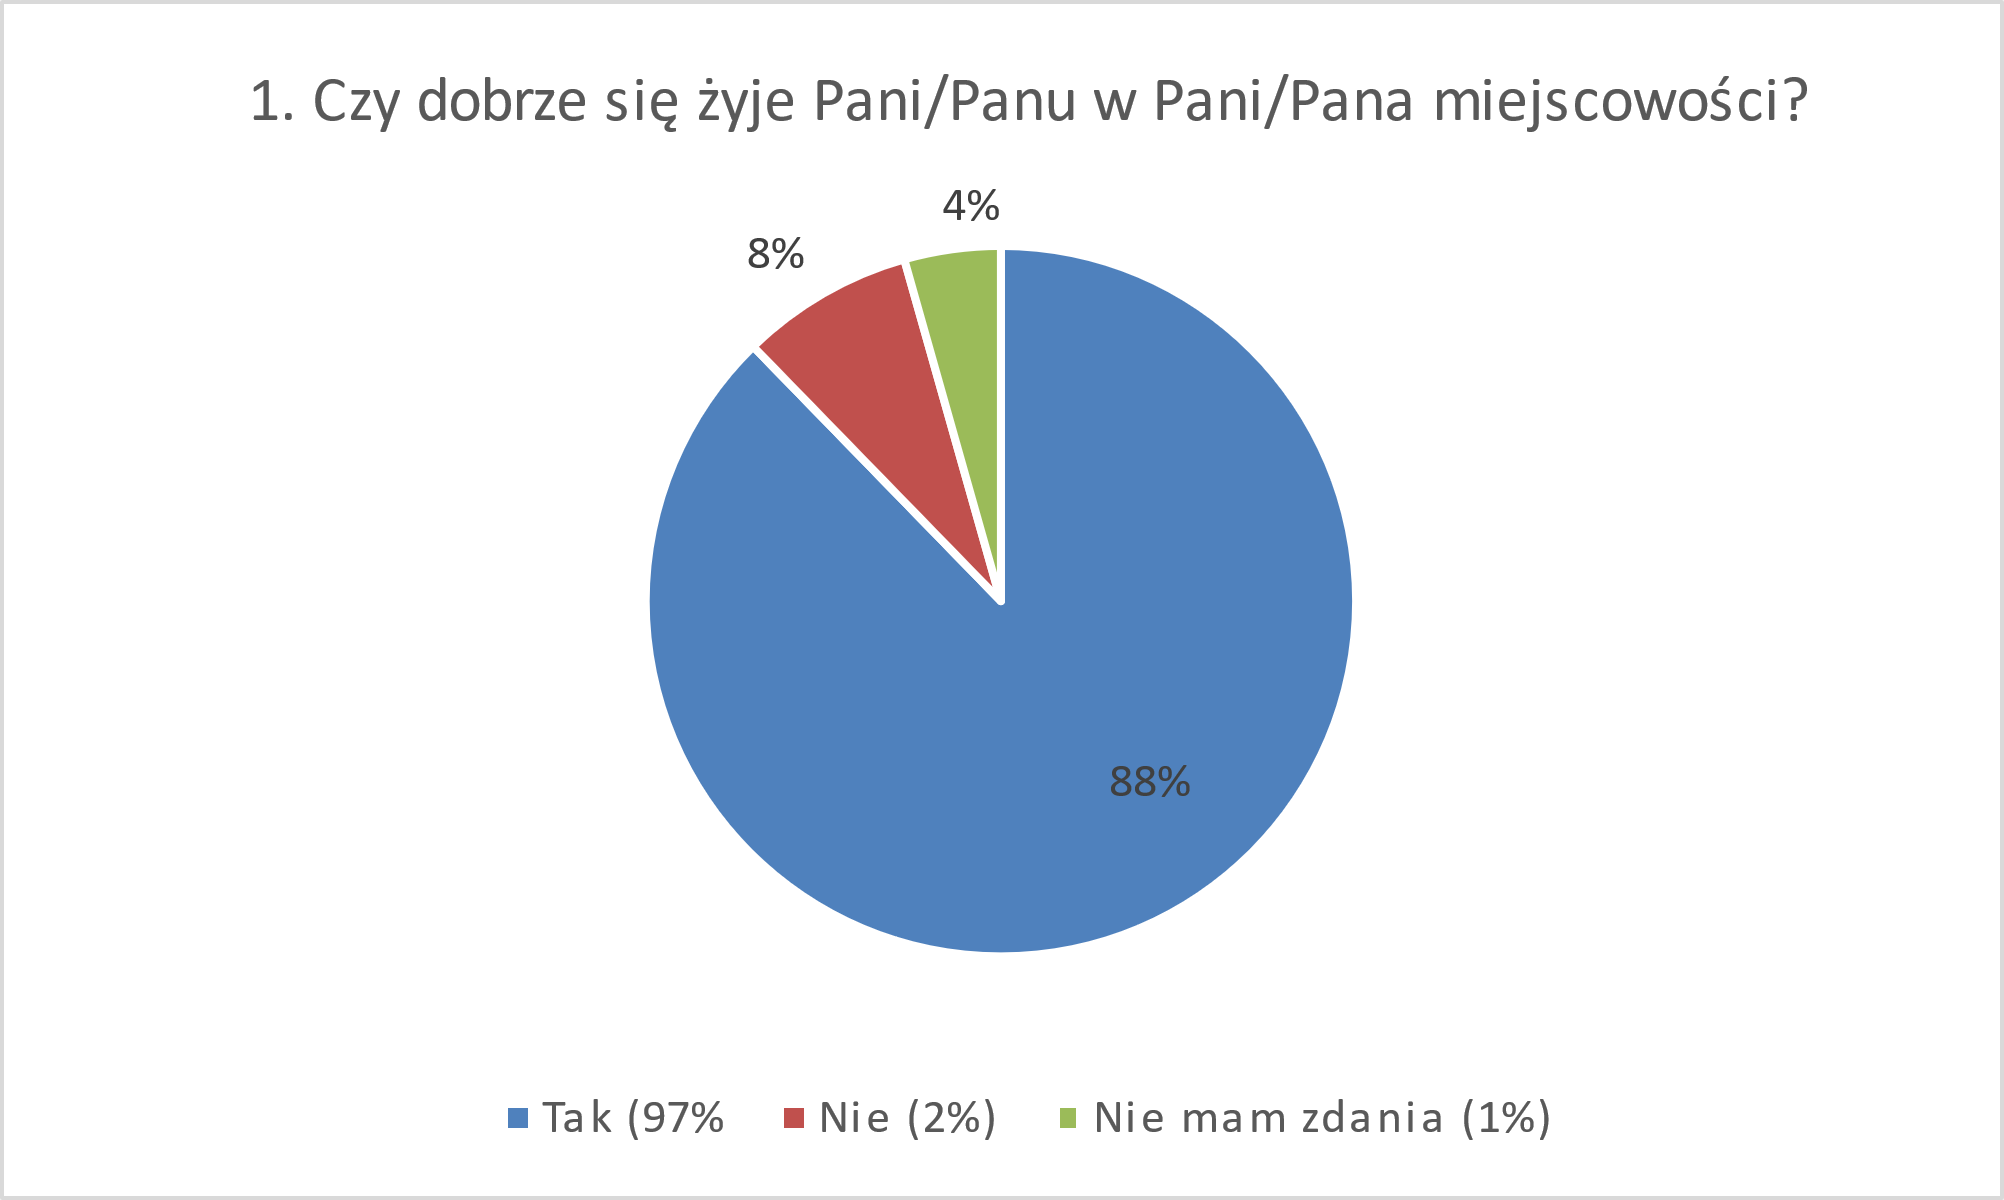 1. Czy dobrze się żyje Pani/Panu w Pani/Pana miejscowości?
4%
8%
88%
Tak (97%
Nie (2%)
Nie mam zdania (1%)